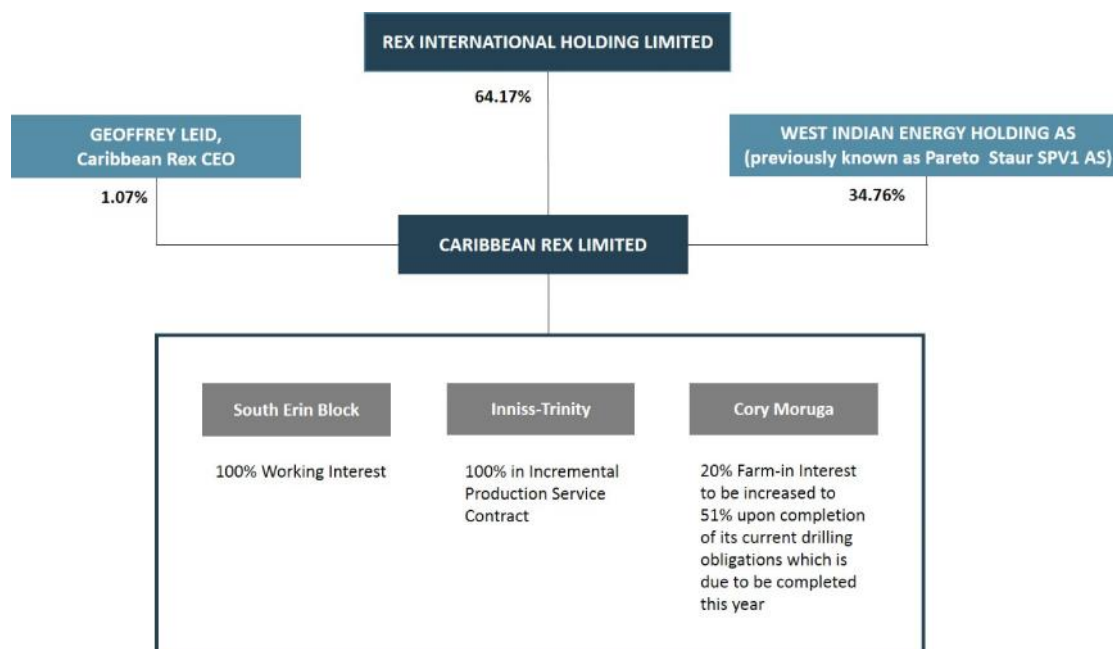 REX INTERNATIONAL HOLDING LIMITED
64.17%
GEOFFREY LEID,
Caribbean Rex CEO
1.07%
WEST INDIAN ENERGY HOLDING AS
(previously known as Pareto Staur SPV1 AS)
34.76%
CARIBBEAN REX LIMITED
South Erin Block
100% Working Interest
Inniss-Trinity
100% in Incremental
Production Service
Contract
Cory Moruga
20% Farm-in Interest
to be increased to
51% upon completion
of its current drilling
obligations which is
due to be completed
this year